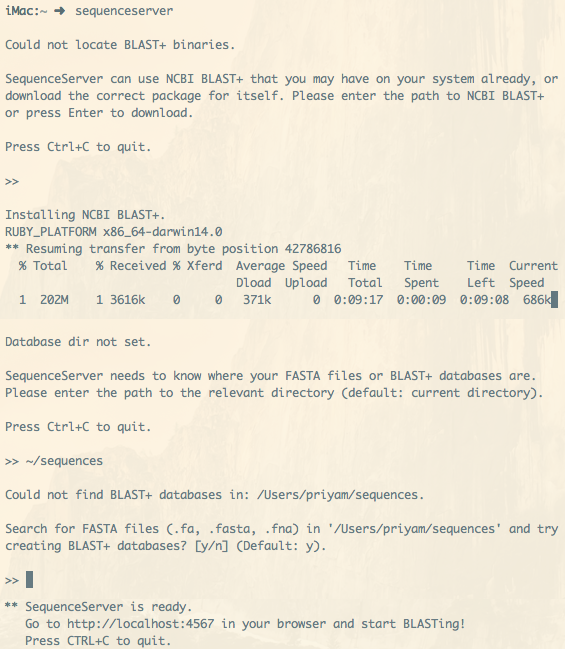 iMac:~ ➜ sequenceserver
Could not locate BLAST+ binaries.
SequenceServer can use NCBI BLAST+ that you may have on your system already, or
download the correct package for itself. Please enter the path to NCBI BLAST+
or press Enter to download.
Press Ctrl+C to quit.
>>
Installing NCBI BLAST+.
RUBY_PLATFORM x86_64-darwin14.0
** Resuming transfer from byte position 42786816
% Total % Received % Xferd Average Speed Time Time Time Current
Dload Upload Total Spent Left Speed
1 202M 1 3616k 0 0 371k 0 0:09:17 0:00:09 0:09:08 686k
Database dir not set.
SequenceServer needs to know where your FASTA files or BLAST+ databases are.
Please enter the path to the relevant directory (default: current directory).
Press Ctrl+C to quit.
>> ~/sequences
Could not find BLAST+ databases in: /Users/priyam/sequences.
Search for FASTA files (.fa, .fasta, .fna) in '/Users/priyam/sequences' and try
creating BLAST+ databases? [y/n] (Default: y).
>>
** SequenceServer is ready.
Go to http://localhost:4567 in your browser and start BLASTing!
Press CTRL+C to quit.